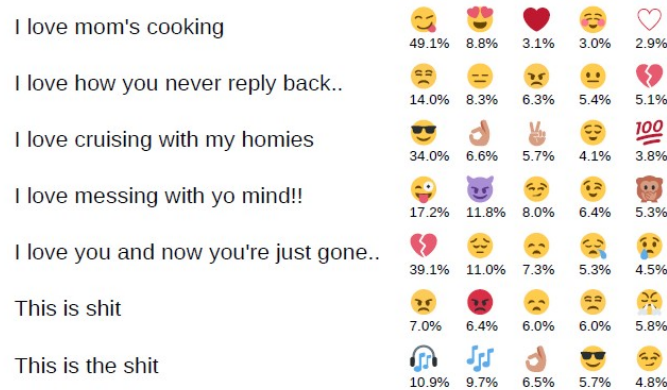 I love mom's cooking
49.1% 8.8% 3.1% 3.0% 2.9%
I love how you never reply back..
14.0% 8.3% 6.3% 5.4% 5.1%
I love cruising with my homies
100
34.0% 6.6% 5.7% 4.1% 3.8%
I love messing with yo mind!!
17.2% 11.8% 8.0% 6.4% 5.3%
I love you and now you're just gone..
39.1% 11.0% 7.3% 5.3% 4.5%
This is shit
7.0% 6.4% 6.0% 6.0% 5.8%
This is the shit
10.9% 9.7% 6.5% 5.7% 4.8%